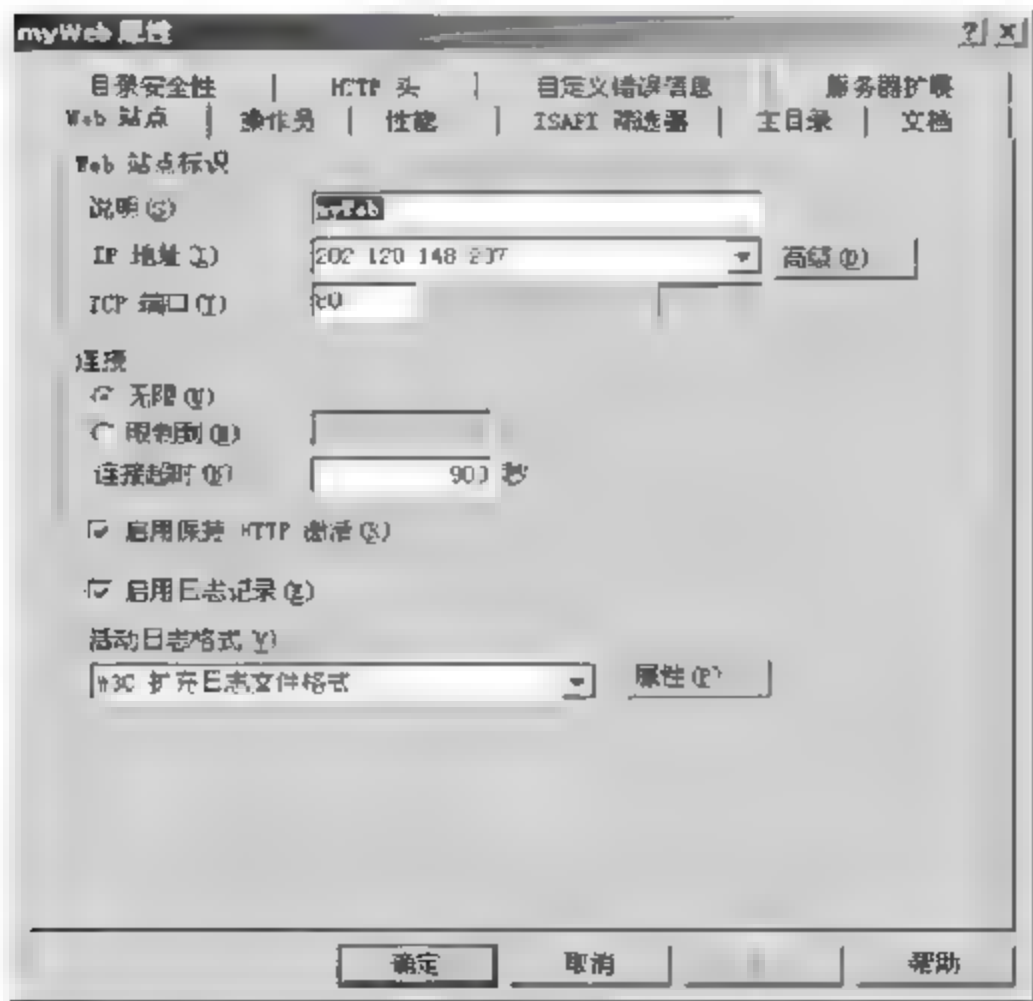 myWeb 属性
目录安全性 HTTP 头 自定义错误信息 服务器扩展
Web 站点 操作员 性能 ISAPI 筛选器 主目录 文档
Web 站点标识
说明(S) myWeb
IP 地址(I) 202 120 148 207 高级(D)
TCP 端口(T) 80
连接
无限(U)
限制到(M)
连接超时(N) 900 秒
启用保持 HTTP 激活(K)
启用日志记录(E)
活动日志格式(V)
W3C 扩充日志文件格式 属性(P)
确定 取消 帮助